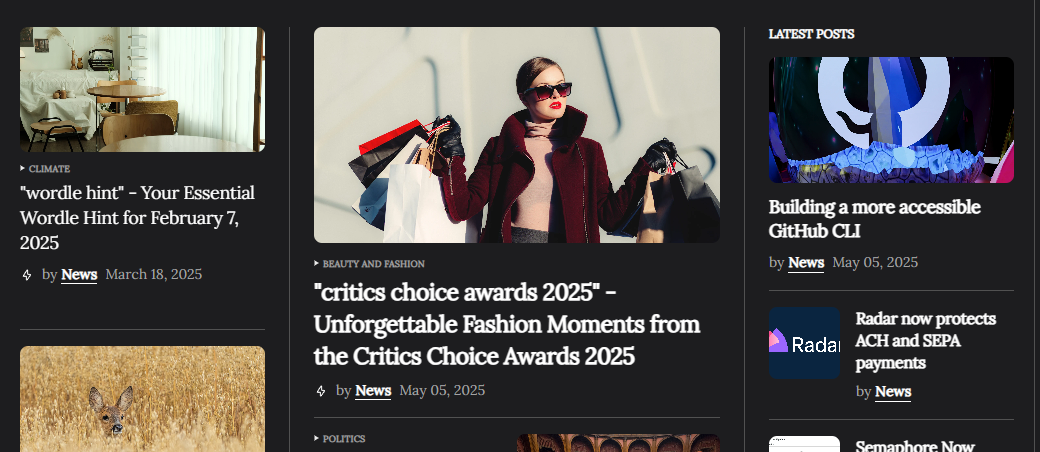 CLIMATE
"wordle hint" - Your Essential
Wordle Hint for February 7,
2025
by News March 18, 2025
BEAUTY AND FASHION
"critics choice awards 2025" -
Unforgettable Fashion Moments from
the Critics Choice Awards 2025
by News May 05, 2025
POLITICS
LATEST POSTS
Building a more accessible
GitHub CLI
by News May 05, 2025
Radar
Radar now protects
ACH and SEPA
payments
by News
Semaphore Now